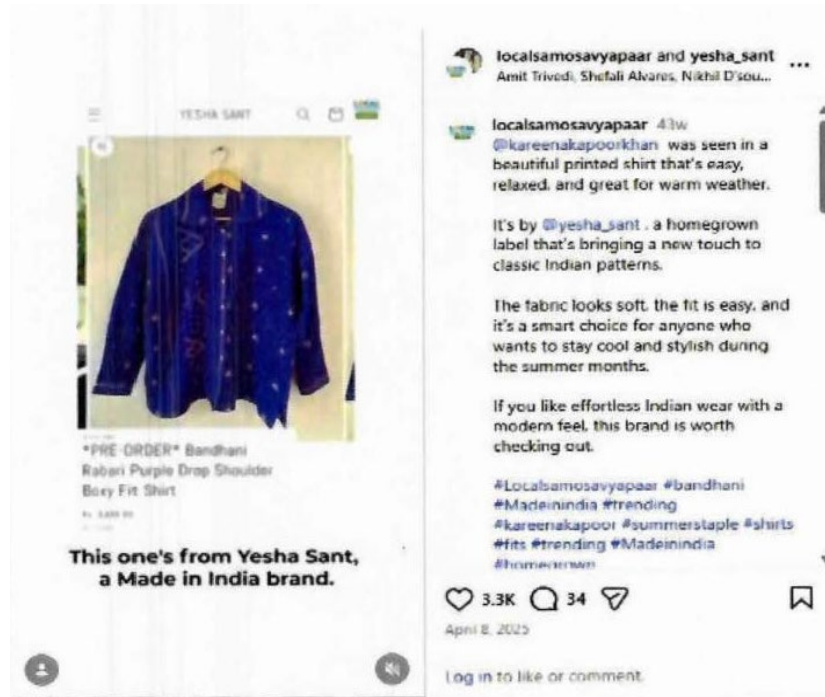 YESHA SANT
*PRE-ORDER* Bandhani
Rabari Purple Drop Shoulder
Boxy Fit Shirt
This one's from Yesha Sant,
a Made in India brand.
localsamosavyapaar and yesha_sant
Amit Trivedi, Shefali Alvares, Nikhil D'sou...
localsamosavyapaar 43w
@kareenakapoorkhan was seen in a
beautiful printed shirt that's easy,
relaxed, and great for warm weather.
It's by @yesha_sant , a homegrown
label that's bringing a new touch to
classic Indian patterns.
The fabric looks soft, the fit is easy, and
it's a smart choice for anyone who
wants to stay cool and stylish during
the summer months.
If you like effortless Indian wear with a
modern feel, this brand is worth
checking out.
#Localsamosavyapaar #bandhani
#Madeinindia #trending
#kareenakapoor #summerstaple #shirts
#fits #trending #Madeinindia
#homegrown
3.3K 34
April 8, 2025
Log in to like or comment.